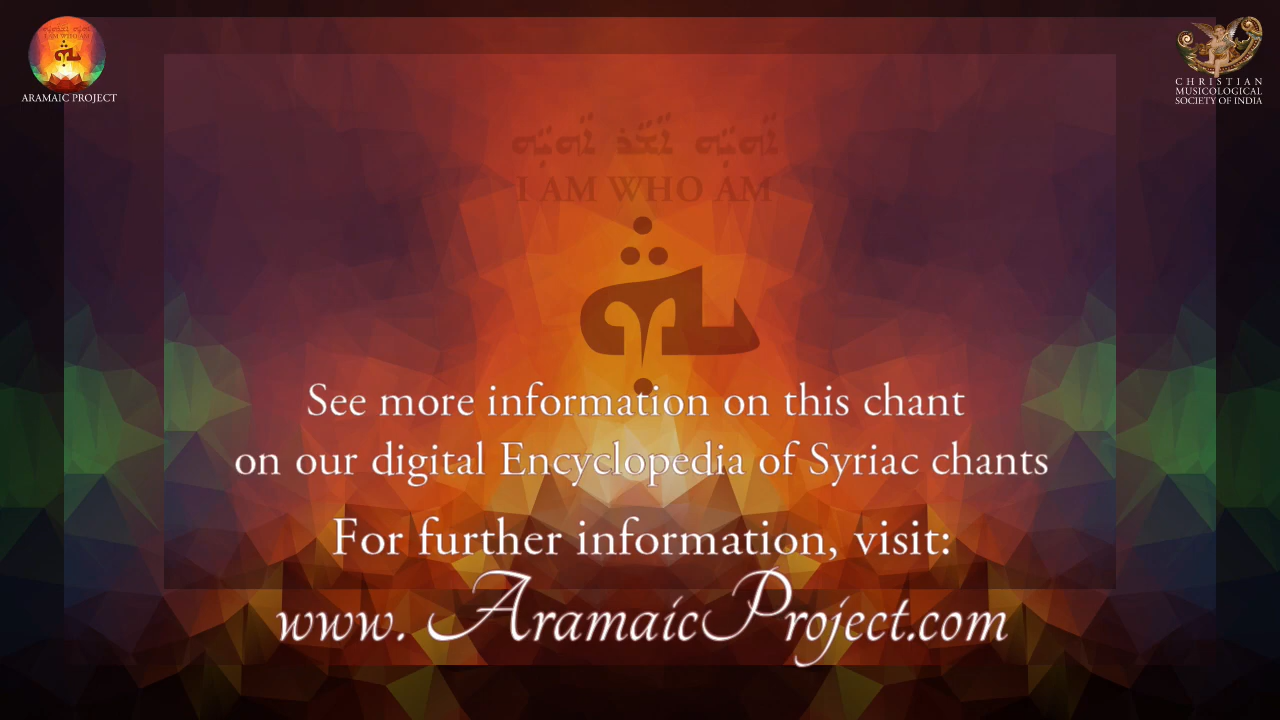 ARAMAIC PROJECT
CHRISTIAN
MUSICOLOGICAL
SOCIETY OF INDIA
I AM WHO AM
See more information on this chant
on our digital Encyclopedia of Syriac chants
For further information, visit:
www. AramaicProject.com